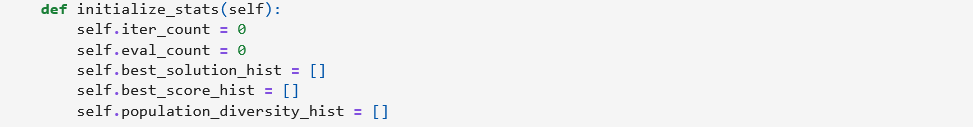 def initialize_stats(self):
    self.iter_count = 0
    self.eval_count = 0
    self.best_solution_hist = []
    self.best_score_hist = []
    self.population_diversity_hist = []